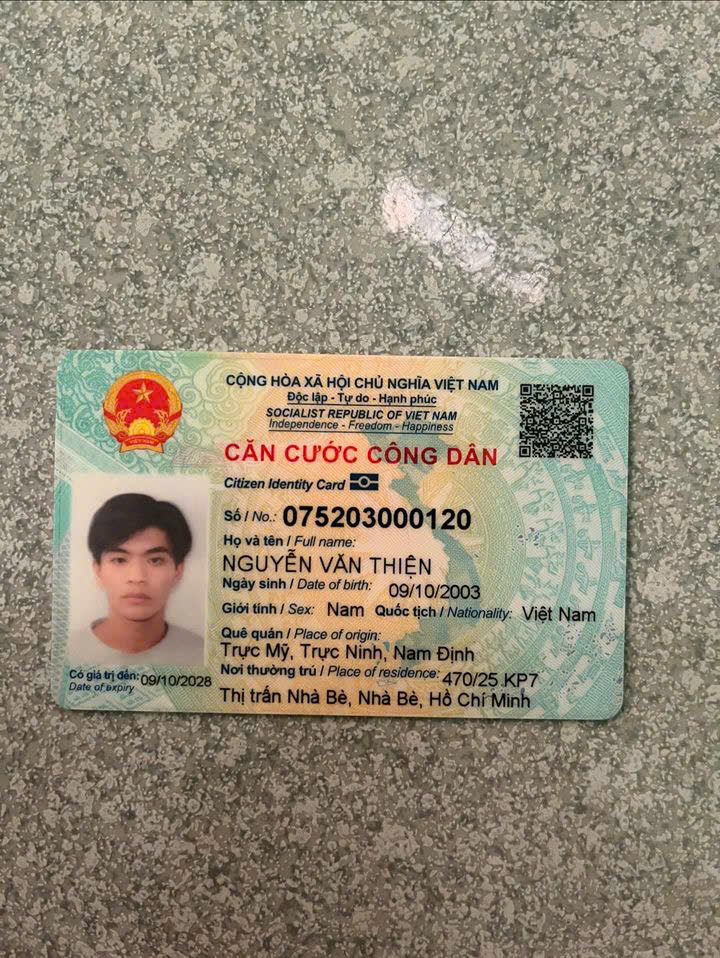 CỘNG HÒA XÃ HỘI CHỦ NGHĨA VIỆT NAM
Độc lập - Tự do - Hạnh phúc
SOCIALIST REPUBLIC OF VIET NAM
Independence - Freedom - Happiness
CĂN CƯỚC CÔNG DÂN
Citizen Identity Card
Số / No.: 075203000120
Họ và tên / Full name:
NGUYỄN VĂN THIỆN
Ngày sinh / Date of birth: 09/10/2003
Giới tính / Sex: Nam Quốc tịch / Nationality: Việt Nam
Quê quán / Place of origin:
Trực Mỹ, Trực Ninh, Nam Định
Nơi thường trú / Place of residence: 470/25 KP7
Thị trấn Nhà Bè, Nhà Bè, Hồ Chí Minh
Có giá trị đến: 09/10/2028
Date of expiry
VIỆT NAM